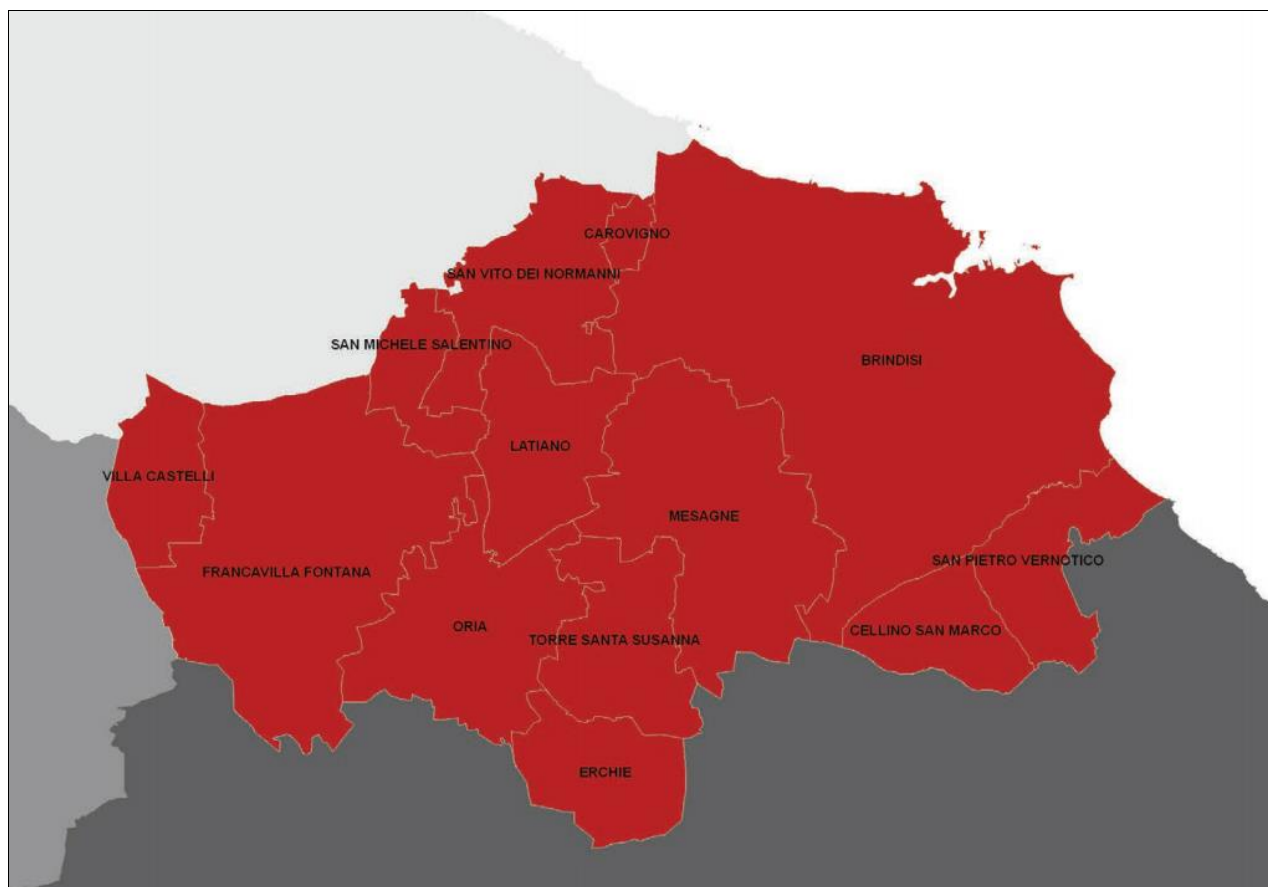 CAROVIGNO
SAN VITO DEI NORMANNI
SAN MICHELE SALENTINO
BRINDISI
LATIANO
VILLA CASTELLI
MESAGNE
SAN PIETRO VERNOTICO
FRANCAVILLA FONTANA
ORIA
CELLINO SAN MARCO
TORRE SANTA SUSANNA
ERCHIE